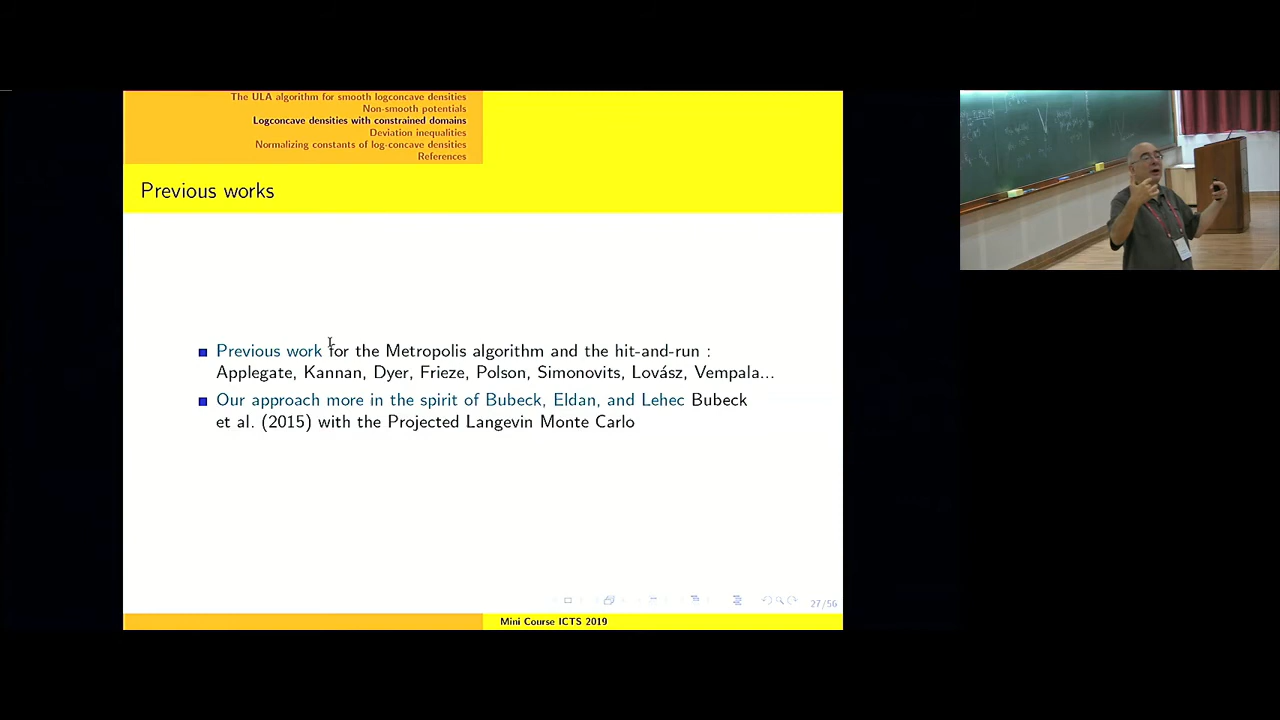 The ULA algorithm for smooth logconcave densities
Non-smooth potentials
Logconcave densities with constrained domains
Deviation inequalities
Normalizing constants of log-concave densities
References
Previous works
Previous work for the Metropolis algorithm and the hit-and-run :
Applegate, Kannan, Dyer, Frieze, Polson, Simonovits, Lovász, Vempala...
Our approach more in the spirit of Bubeck, Eldan, and Lehec Bubeck
et al. (2015) with the Projected Langevin Monte Carlo
27/56
Mini Course ICTS 2019